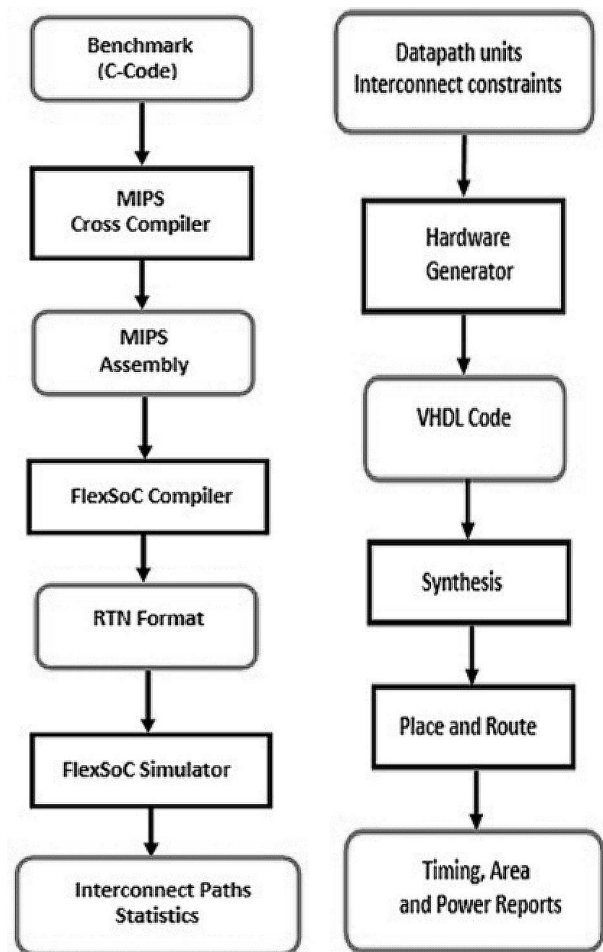 Benchmark
(C-Code)
MIPS
Cross Compiler
MIPS
Assembly
FlexSoC Compiler
RTN Format
FlexSoC Simulator
Interconnect Paths
Statistics
Datapath units
Interconnect constraints
Hardware
Generator
VHDL Code
Synthesis
Place and Route
Timing, Area
and Power Reports